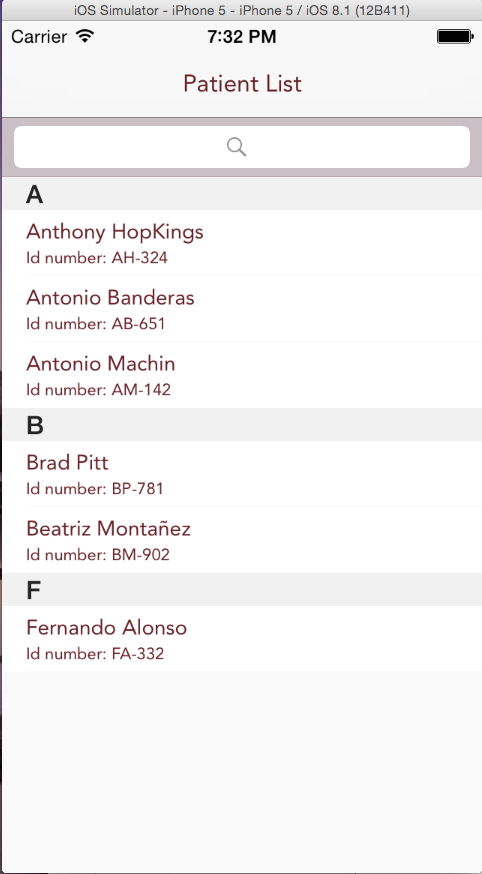 iOS Simulator - iPhone 5 - iPhone 5 / iOS 8.1 (12B411)
Carrier 7:32 PM
Patient List
A
Anthony HopKings
Id number: AH-324
Antonio Banderas
Id number: AB-651
Antonio Machin
Id number: AM-142
B
Brad Pitt
Id number: BP-781
Beatriz Montañez
Id number: BM-902
F
Fernando Alonso
Id number: FA-332